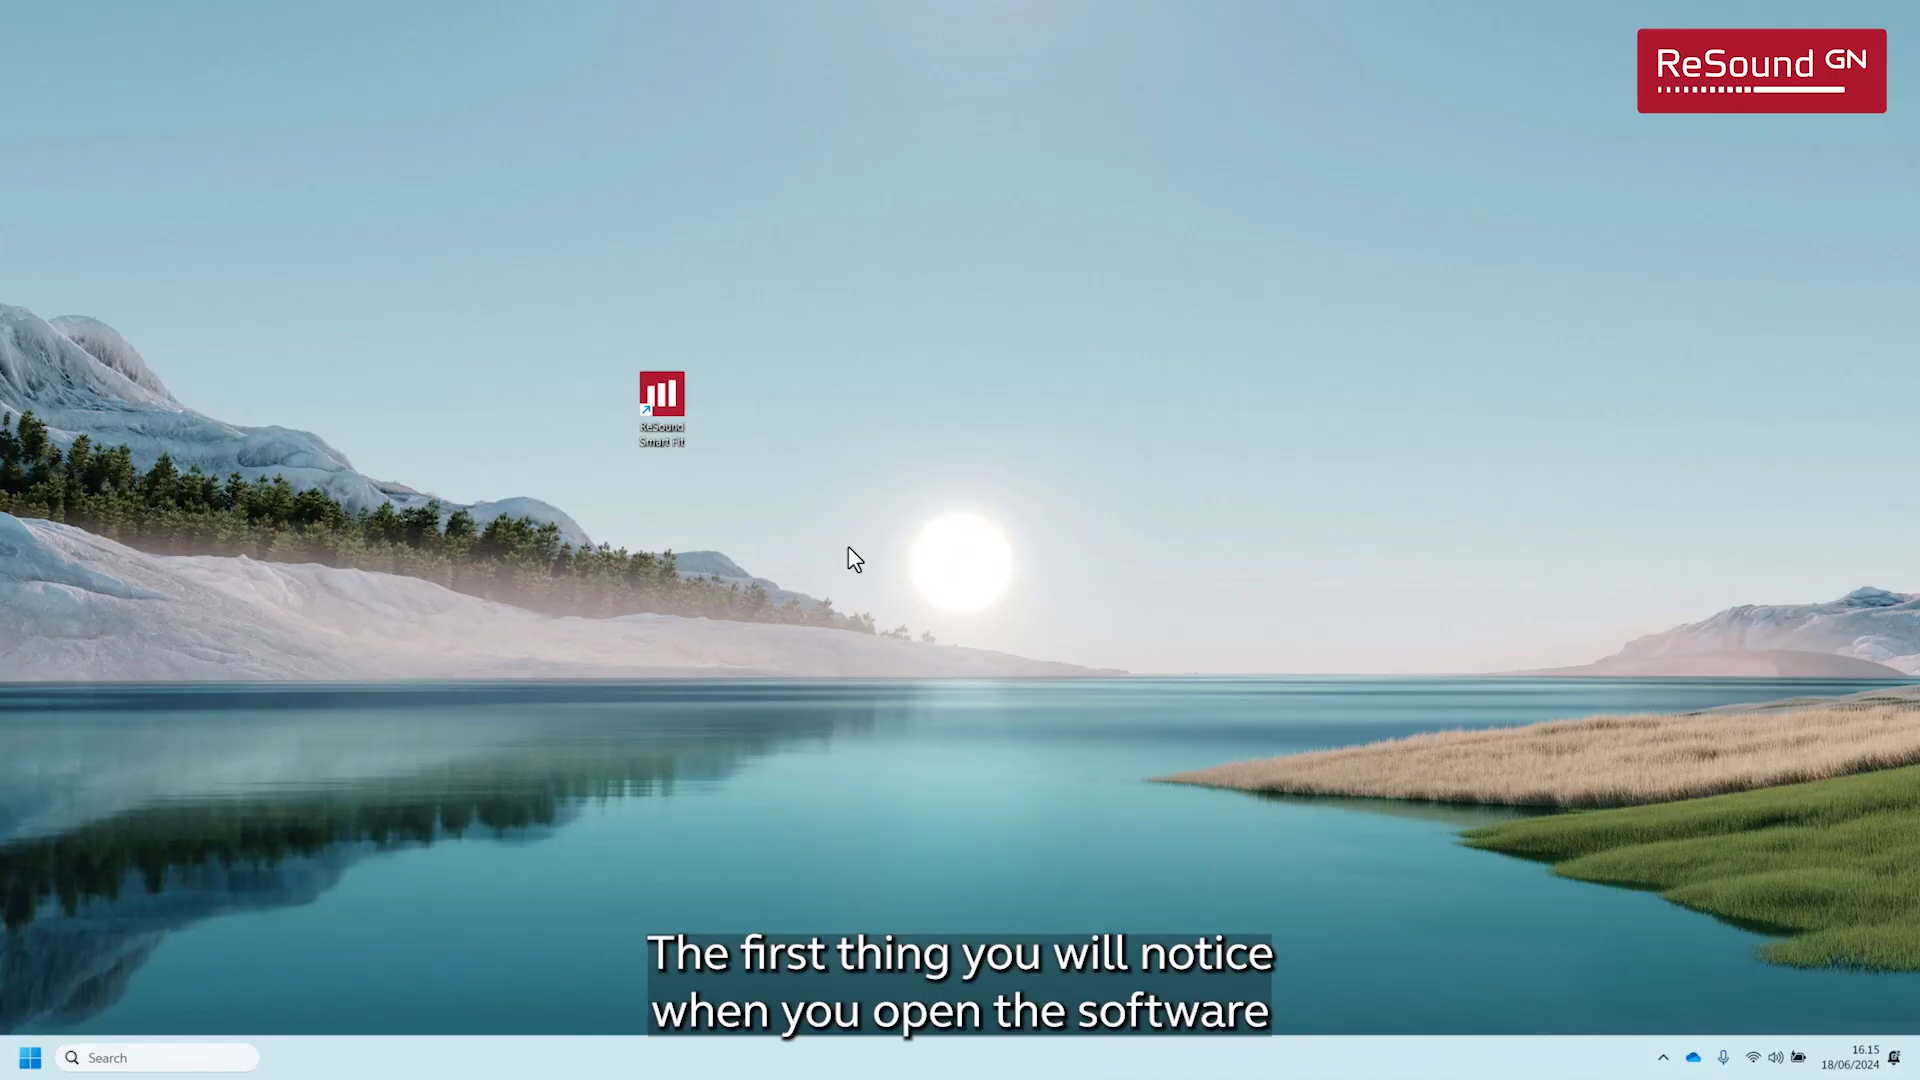 ReSound GN
ReSound
Smart Fit
The first thing you will notice
when you open the software
Search
16.15
18/06/2024